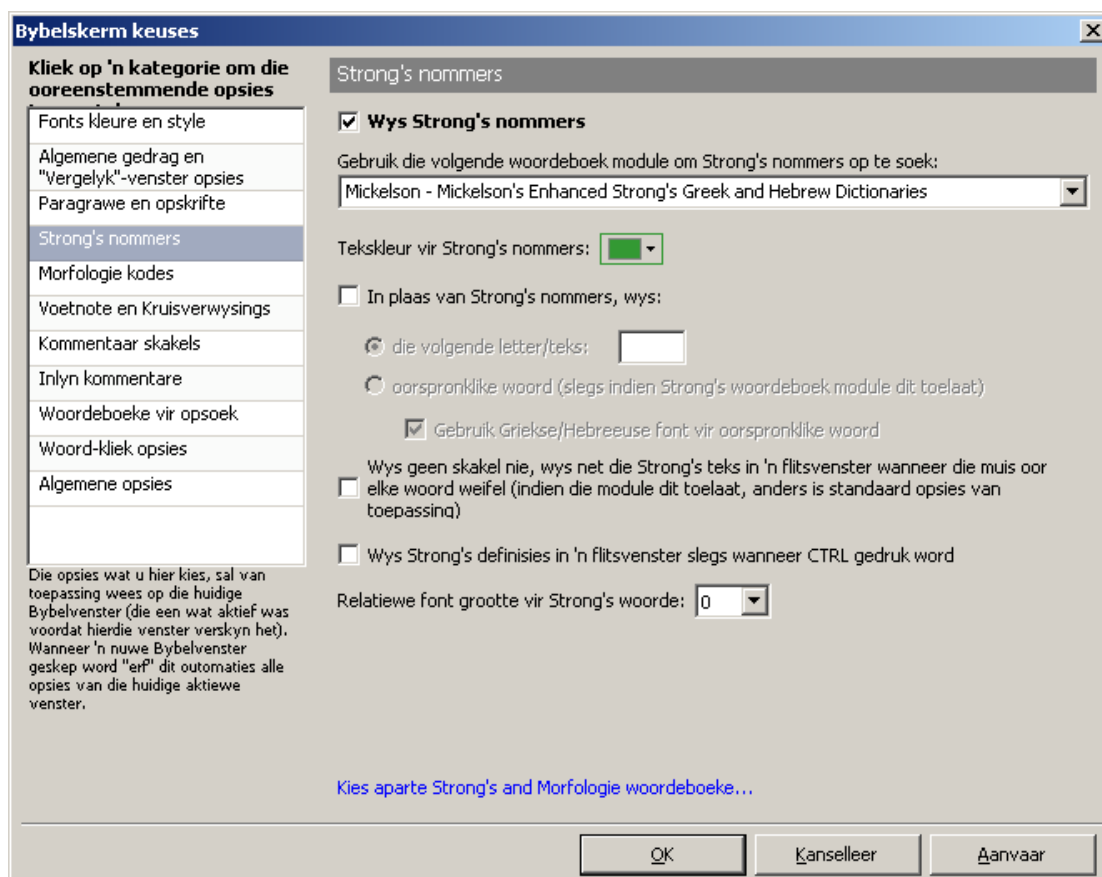 Bybelskerm keuses
Kliek op 'n kategorie om die
ooreenstemmende opsies
Fonts kleure en style
Algemene gedrag en
"Vergelyk"-venster opsies
Paragrawe en opskrifte
Strong's nommers
Morfologie kodes
Voetnote en Kruisverwysings
Kommentaar skakels
Inlyn kommentare
Woordeboeke vir opsoek
Woord-kliek opsies
Algemene opsies
Die opsies wat u hier kies, sal van
toepassing wees op die huidige
Bybelvenster (die een wat aktief was
voordat hierdie venster verskyn het).
Wanneer 'n nuwe Bybelvenster
geskep word "erf" dit outomaties alle
opsies van die huidige aktiewe
venster.
Strong's nommers
Wys Strong's nommers
Gebruik die volgende woordeboek module om Strong's nommers op te soek:
Mickelson - Mickelson's Enhanced Strong's Greek and Hebrew Dictionaries
Tekskleur vir Strong's nommers:
In plaas van Strong's nommers, wys:
die volgende letter/teks:
oorspronklike woord (slegs indien Strong's woordeboek module dit toelaat)
Gebruik Griekse/Hebreeuse font vir oorspronklike woord
Wys geen skakel nie, wys net die Strong's teks in 'n flitsvenster wanneer die muis oor
elke woord weifel (indien die module dit toelaat, anders is standaard opsies van
toepassing)
Wys Strong's definisies in 'n flitsvenster slegs wanneer CTRL gedruk word
Relatiewe font grootte vir Strong's woorde: 0
Kies aparte Strong's and Morfologie woordeboeke...
OK Kanselleer Aanvaar